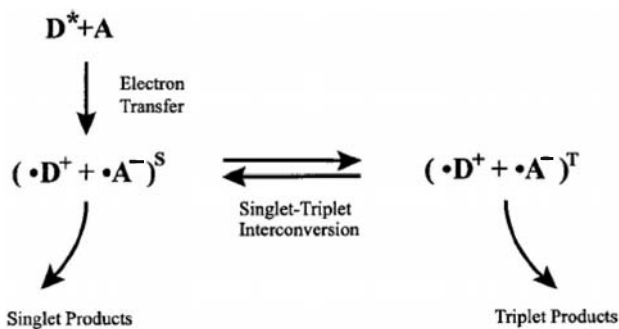 D*+A
Electron
Transfer
( •D⁺ + •A⁻ )ˢ
( •D⁺ + •A⁻ )ᵀ
Singlet-Triplet
Interconversion
Singlet Products
Triplet Products